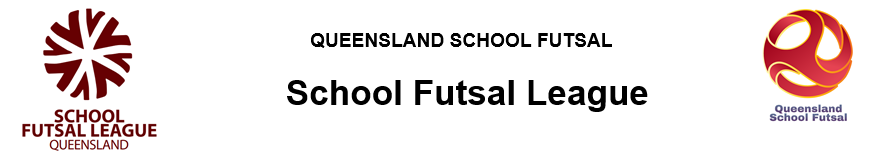 SCHOOL
FUTSAL LEAGUE
QUEENSLAND
QUEENSLAND SCHOOL FUTSAL
School Futsal League
Queensland
School Futsal